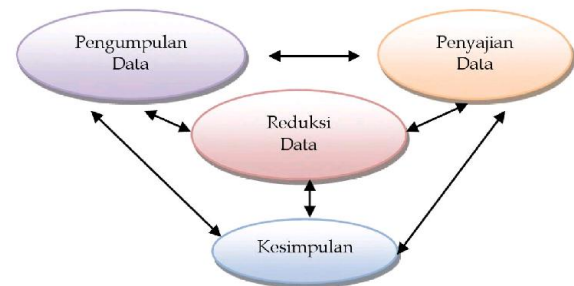 Pengumpulan
Data
Penyajian
Data
Reduksi
Data
Kesimpulan